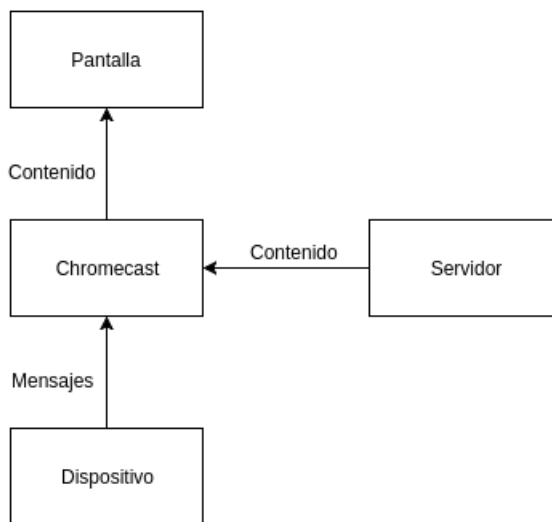 Pantalla
Contenido
Contenido
Chromecast
Servidor
Mensajes
Dispositivo